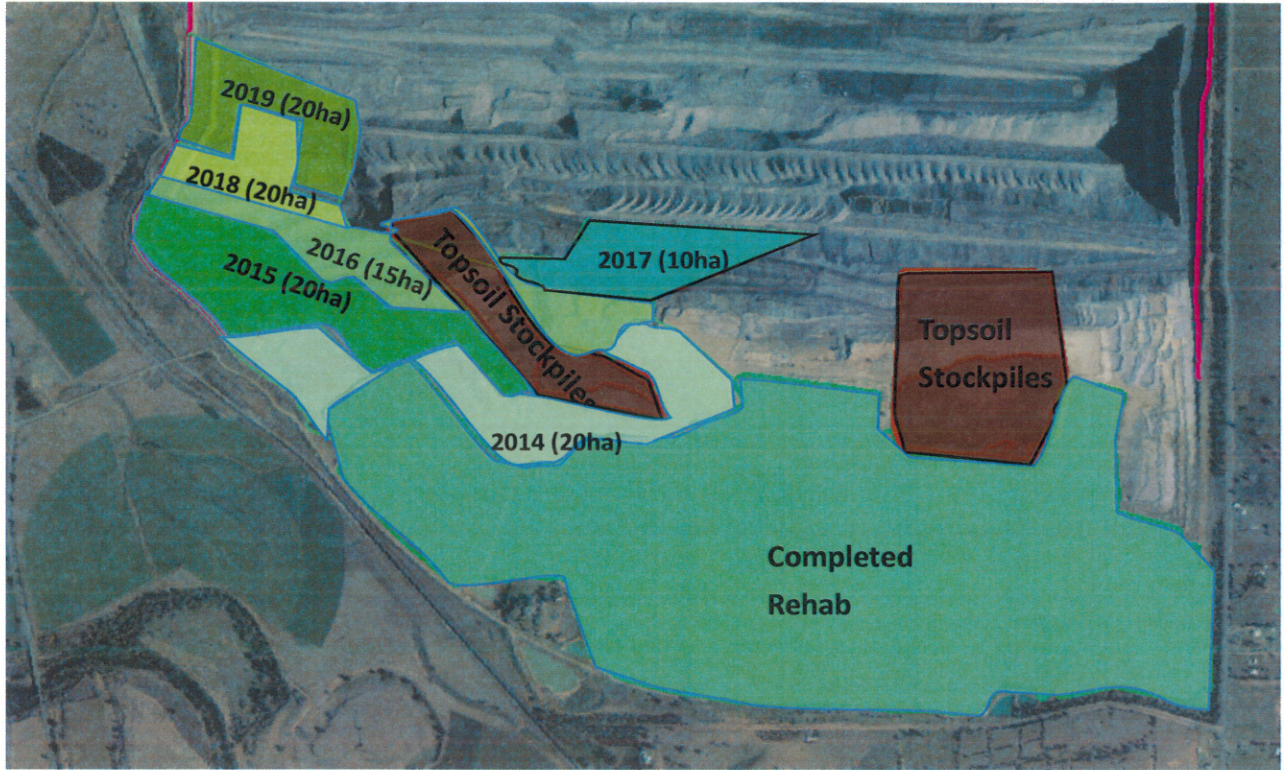 2019 (20ha)
2018 (20ha)
2016 (15ha)
2015 (20ha)
Topsoil Stockpiles
2017 (10ha)
Topsoil
Stockpiles
2014 (20ha)
Completed
Rehab